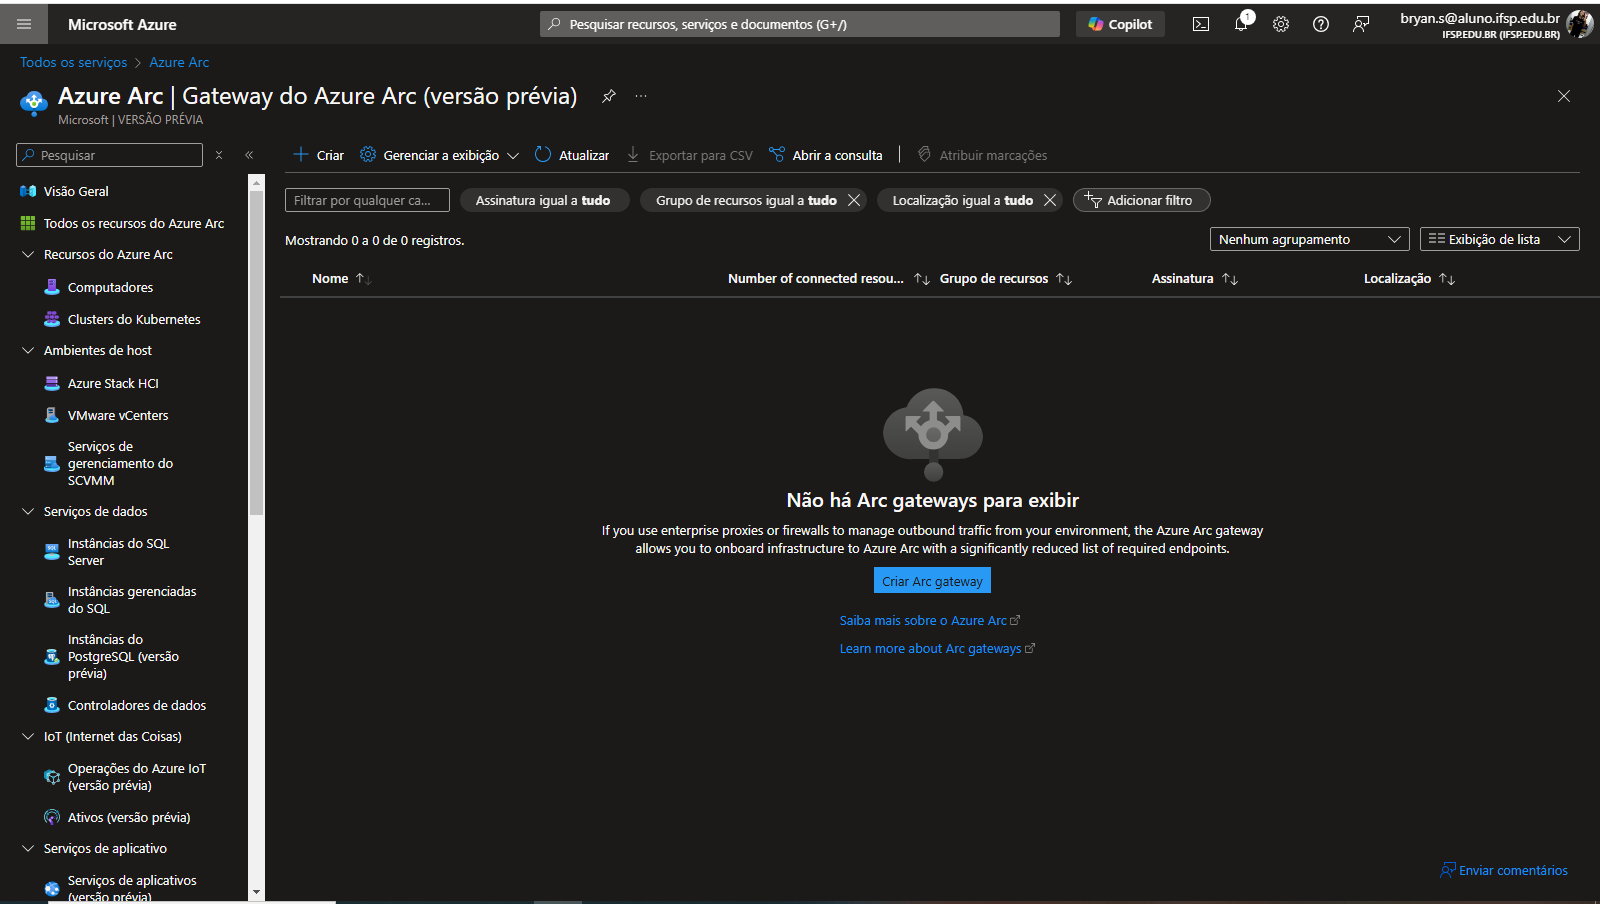 Microsoft Azure
Pesquisar recursos, serviços e documentos (G+/)
Copilot
1
bryan.s@aluno.ifsp.edu.br
IFSP.EDU.BR (IFSP.EDU.BR)
Todos os serviços > Azure Arc
Azure Arc | Gateway do Azure Arc (versão prévia)
...
Microsoft | VERSÃO PRÉVIA
Pesquisar
Visão Geral
Todos os recursos do Azure Arc
Recursos do Azure Arc
Computadores
Clusters do Kubernetes
Ambientes de host
Azure Stack HCI
VMware vCenters
Serviços de
gerenciamento do
SCVMM
Serviços de dados
Instâncias do SQL
Server
Instâncias gerenciadas
do SQL
Instâncias do
PostgreSQL (versão
prévia)
Controladores de dados
IoT (Internet das Coisas)
Operações do Azure IoT
(versão prévia)
Ativos (versão prévia)
Serviços de aplicativo
Serviços de aplicativos
(versão prévia)
Criar
Gerenciar a exibição
Atualizar
Exportar para CSV
Abrir a consulta
Atribuir marcações
Filtrar por qualquer ca...
Assinatura igual a tudo
Grupo de recursos igual a tudo
Localização igual a tudo
Adicionar filtro
Mostrando 0 a 0 de 0 registros.
Nenhum agrupamento
Exibição de lista
Nome
Number of connected resou...
Grupo de recursos
Assinatura
Localização
Não há Arc gateways para exibir
If you use enterprise proxies or firewalls to manage outbound traffic from your environment, the Azure Arc gateway
allows you to onboard infrastructure to Azure Arc with a significantly reduced list of required endpoints.
Criar Arc gateway
Saiba mais sobre o Azure Arc
Learn more about Arc gateways
Enviar comentários